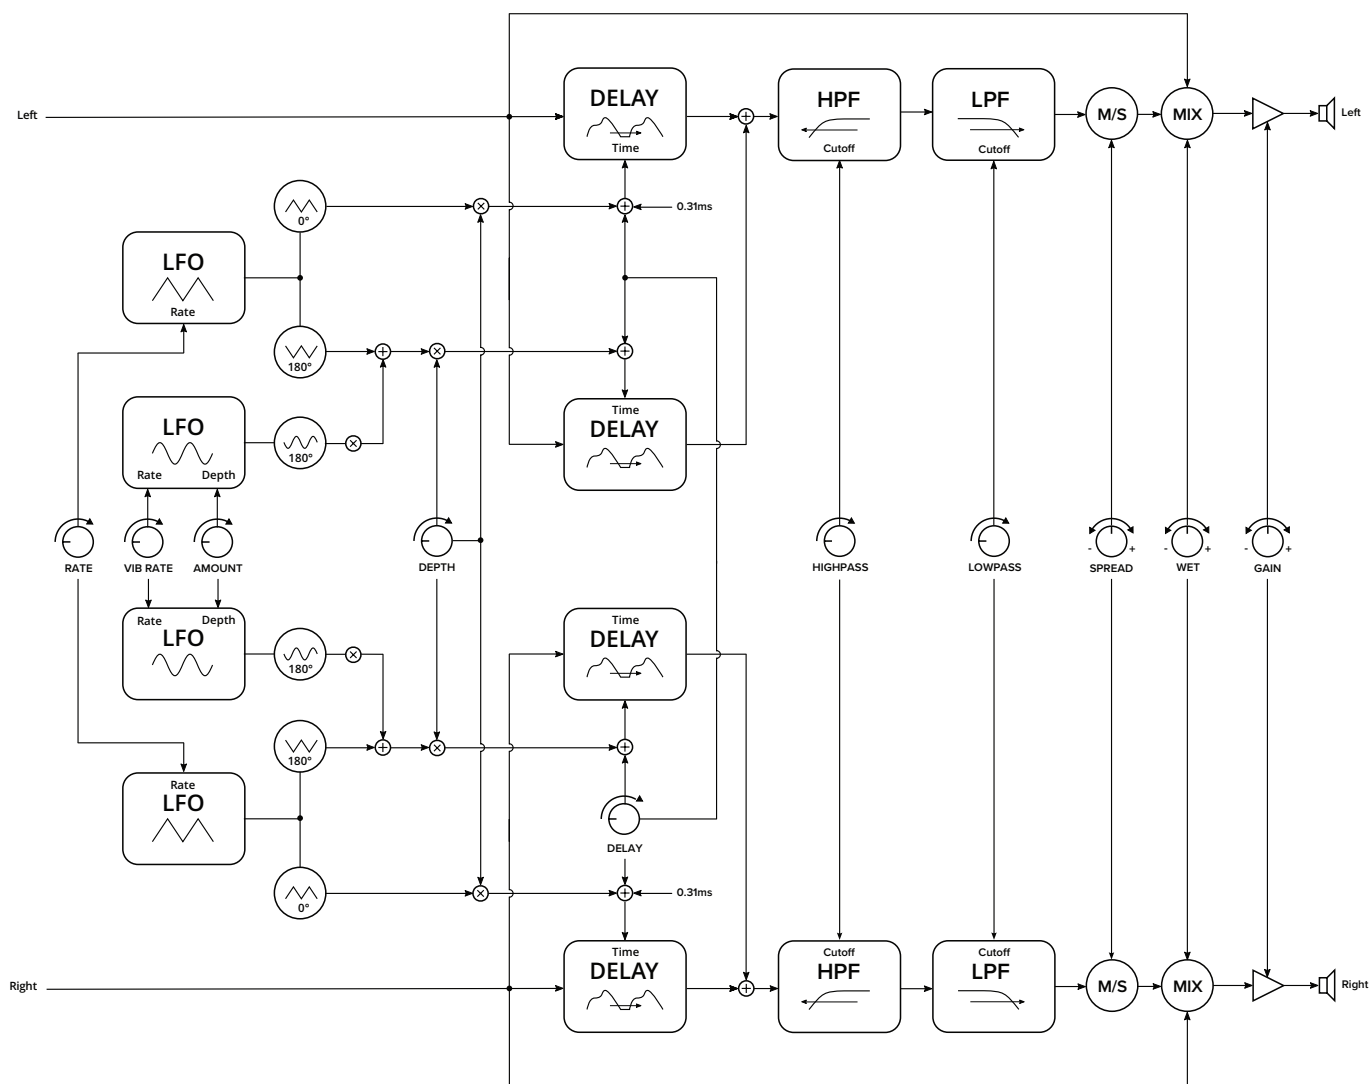 DELAY
Time
HPF
Cutoff
LPF
Cutoff
M/S
MIX
Left
Left
0°
0.31ms
LFO
Rate
180°
LFO
Rate Depth
180°
Time
DELAY
RATE
VIB RATE
AMOUNT
DEPTH
HIGHPASS
LOWPASS
- +
SPREAD
- +
WET
- +
GAIN
Rate Depth
LFO
180°
Time
DELAY
180°
Rate
LFO
DELAY
0°
0.31ms
Time
DELAY
Cutoff
HPF
Cutoff
LPF
M/S
MIX
Right
Right